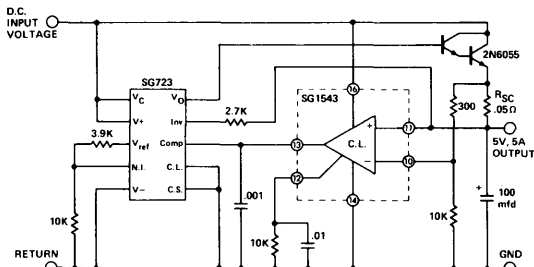 D.C.
INPUT
VOLTAGE
2N6055
SG723
SG1543
16
VC
VO
V+
Inv
2.7K
300
RSC
.05Ω
3.9K
Vref
Comp
13
+
C.L.
−
11
10
5V, 5A
OUTPUT
N.I.
C.L.
V−
C.S.
.001
12
14
+
100
mfd
10K
10K
.01
10K
RETURN
GND